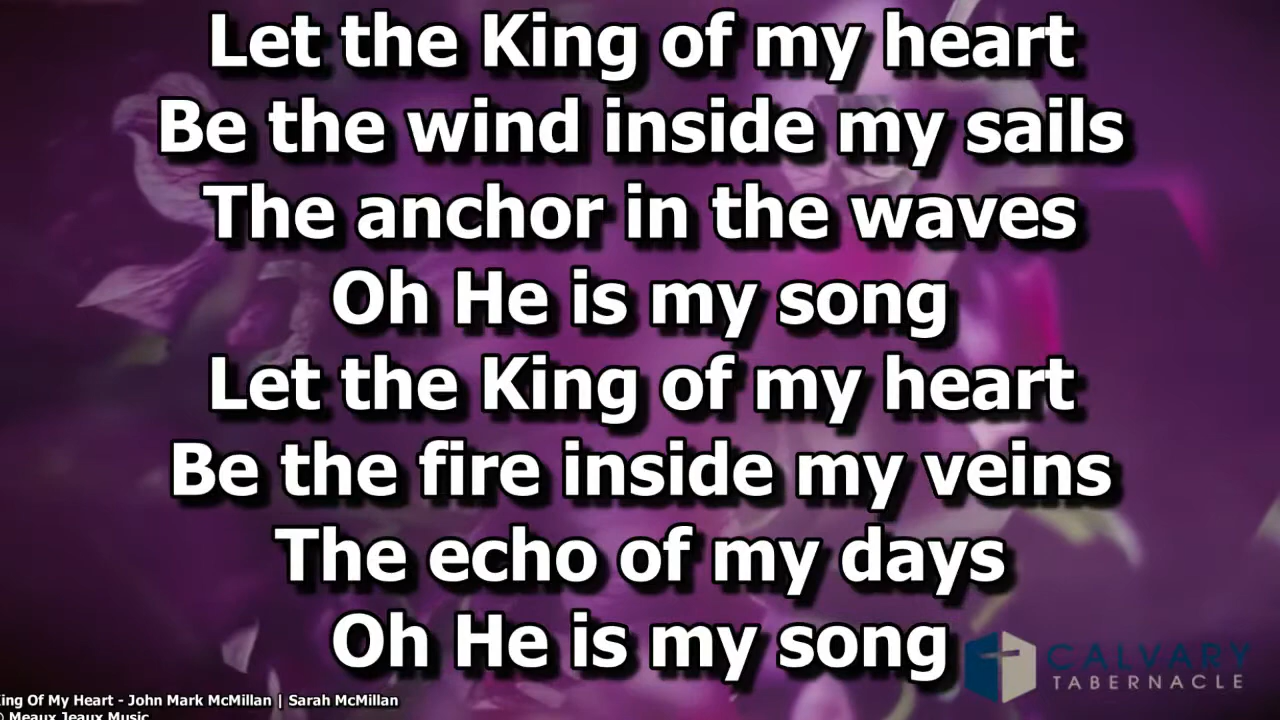 Let the King of my heart
Be the wind inside my sails
The anchor in the waves
Oh He is my song
Let the King of my heart
Be the fire inside my veins
The echo of my days
Oh He is my song
CALVARY
TABERNACLE
ing Of My Heart - John Mark McMillan | Sarah McMillan
© Meaux Jeaux Music